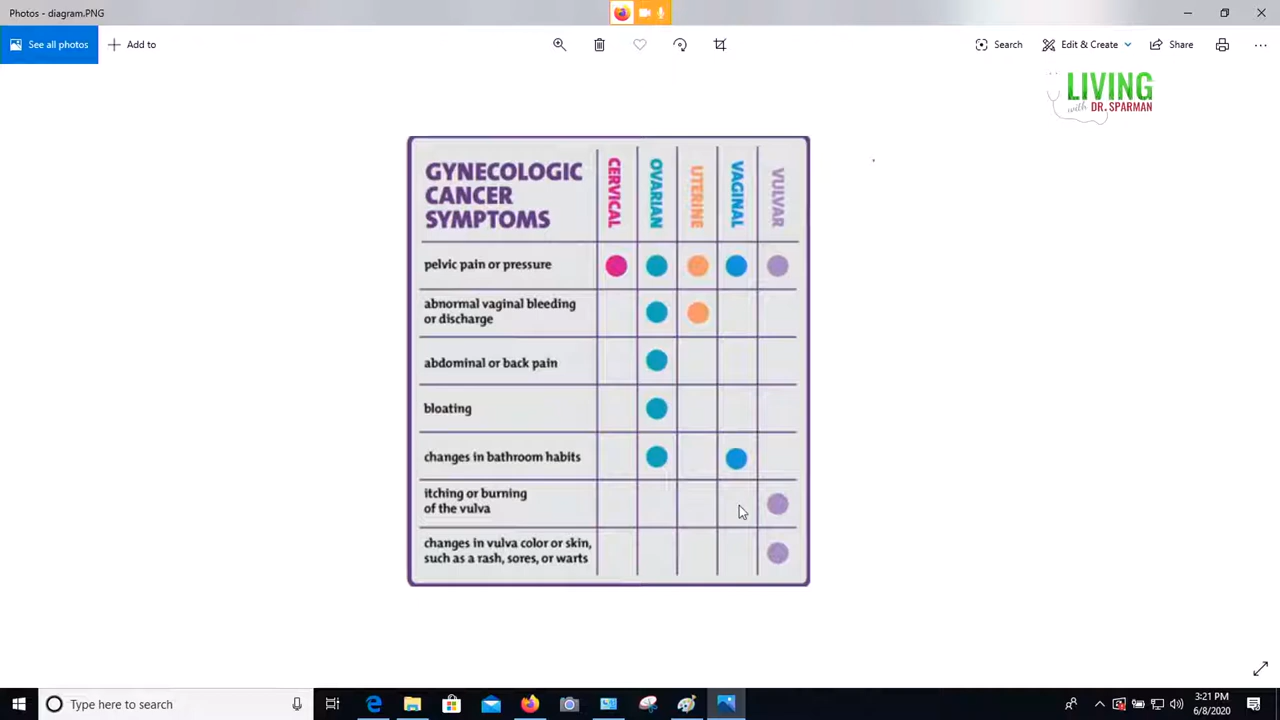 Photos - diagram.PNG
See all photos
Add to
Search
Edit & Create
Share
LIVING
with DR. SPARMAN
GYNECOLOGIC
CANCER
SYMPTOMS
CERVICAL
OVARIAN
UTERINE
VAGINAL
VULVAR
pelvic pain or pressure
abnormal vaginal bleeding
or discharge
abdominal or back pain
bloating
changes in bathroom habits
itching or burning
of the vulva
changes in vulva color or skin,
such as a rash, sores, or warts
Type here to search
3:21 PM
6/8/2020